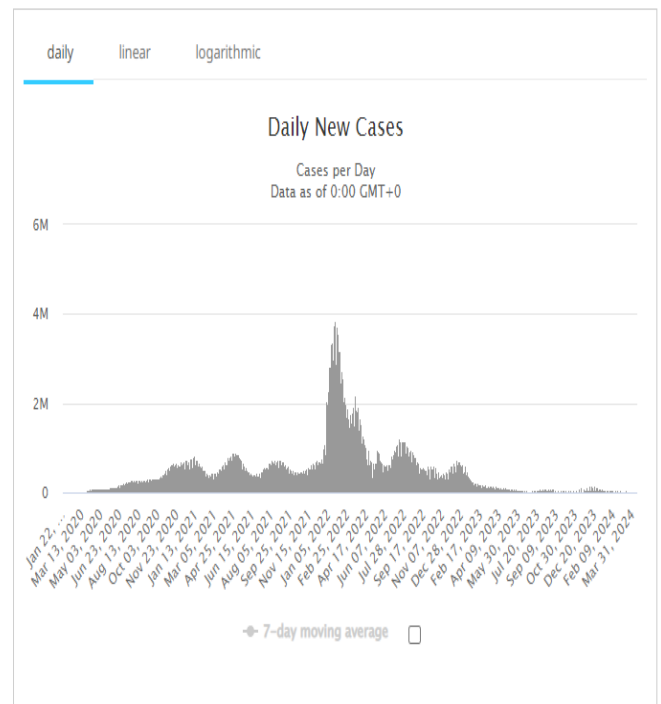 daily linear logarithmic
Daily New Cases
Cases per Day
Data as of 0:00 GMT+0
6M
4M
2M
0
Jan 22, ...
Mar 13, 2020
May 03, 2020
Jun 23, 2020
Aug 13, 2020
Oct 03, 2020
Nov 23, 2020
Jan 13, 2021
Mar 05, 2021
Apr 25, 2021
Jun 15, 2021
Aug 05, 2021
Sep 25, 2021
Nov 15, 2021
Jan 05, 2022
Feb 25, 2022
Apr 17, 2022
Jun 07, 2022
Jul 28, 2022
Sep 17, 2022
Nov 07, 2022
Dec 28, 2022
Feb 17, 2023
Apr 09, 2023
May 30, 2023
Jul 20, 2023
Sep 09, 2023
Oct 30, 2023
Dec 20, 2023
Feb 09, 2024
Mar 31, 2024
7-day moving average